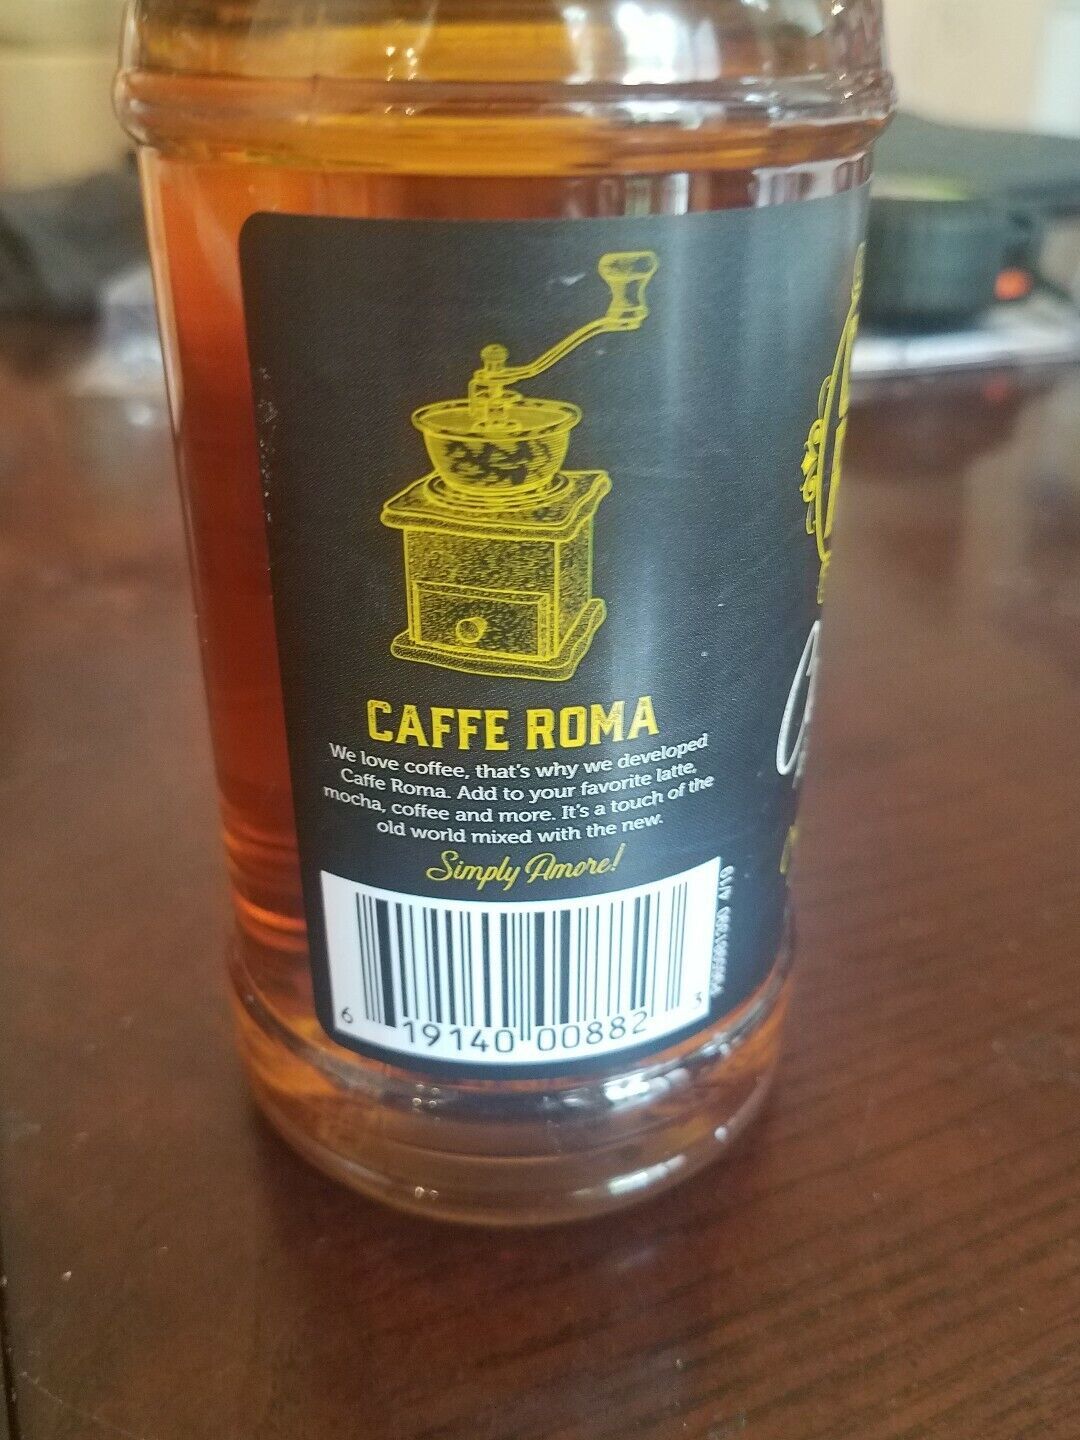 CAFFE ROMA
We love coffee, that's why we developed
Caffe Roma. Add to your favorite latte,
mocha, coffee and more. It's a touch of the
old world mixed with the new.
Simply Amore!
6 19140 00882 3